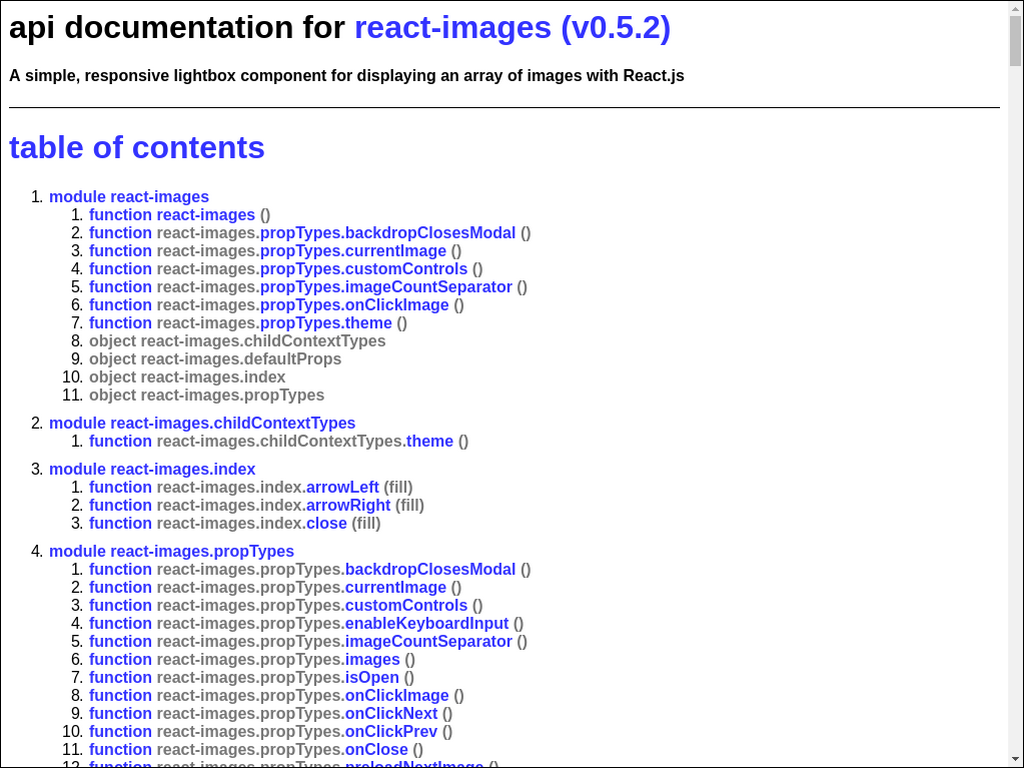 api documentation for react-images (v0.5.2)
A simple, responsive lightbox component for displaying an array of images with React.js
table of contents
1. module react-images
1. function react-images ()
2. function react-images.propTypes.backdropClosesModal ()
3. function react-images.propTypes.currentImage ()
4. function react-images.propTypes.customControls ()
5. function react-images.propTypes.imageCountSeparator ()
6. function react-images.propTypes.onClickImage ()
7. function react-images.propTypes.theme ()
8. object react-images.childContextTypes
9. object react-images.defaultProps
10. object react-images.index
11. object react-images.propTypes
2. module react-images.childContextTypes
1. function react-images.childContextTypes.theme ()
3. module react-images.index
1. function react-images.index.arrowLeft (fill)
2. function react-images.index.arrowRight (fill)
3. function react-images.index.close (fill)
4. module react-images.propTypes
1. function react-images.propTypes.backdropClosesModal ()
2. function react-images.propTypes.currentImage ()
3. function react-images.propTypes.customControls ()
4. function react-images.propTypes.enableKeyboardInput ()
5. function react-images.propTypes.imageCountSeparator ()
6. function react-images.propTypes.images ()
7. function react-images.propTypes.isOpen ()
8. function react-images.propTypes.onClickImage ()
9. function react-images.propTypes.onClickNext ()
10. function react-images.propTypes.onClickPrev ()
11. function react-images.propTypes.onClose ()
12. function react-images.propTypes.preloadNextImage ()